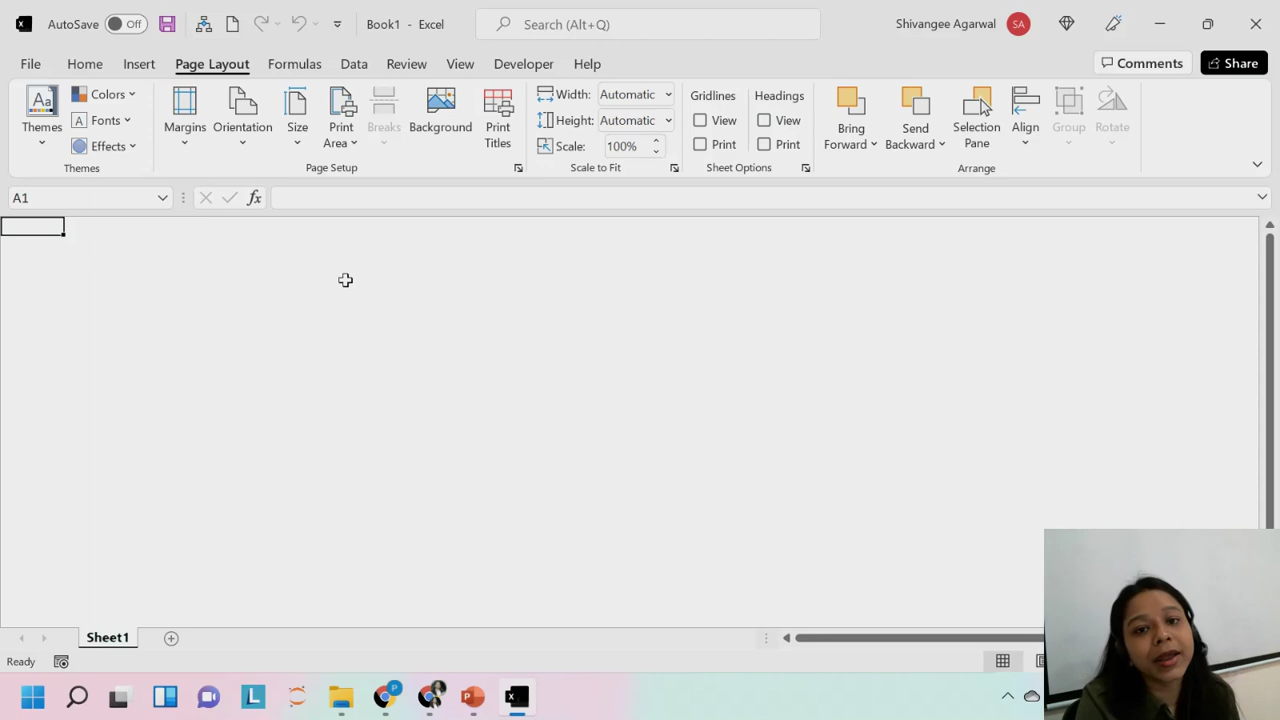 AutoSave Off Book1 - Excel Search (Alt+Q) Shivangee Agarwal SA
File Home Insert Page Layout Formulas Data Review View Developer Help Comments Share
Themes
Colors
Fonts
Effects
Themes
Margins
Orientation
Size
Print Area
Breaks
Background
Print Titles
Page Setup
Width: Automatic
Height: Automatic
Scale: 100%
Scale to Fit
Gridlines
View
Print
Headings
View
Print
Sheet Options
Bring Forward
Send Backward
Selection Pane
Align
Group
Rotate
Arrange
A1 fx
Sheet1
Ready